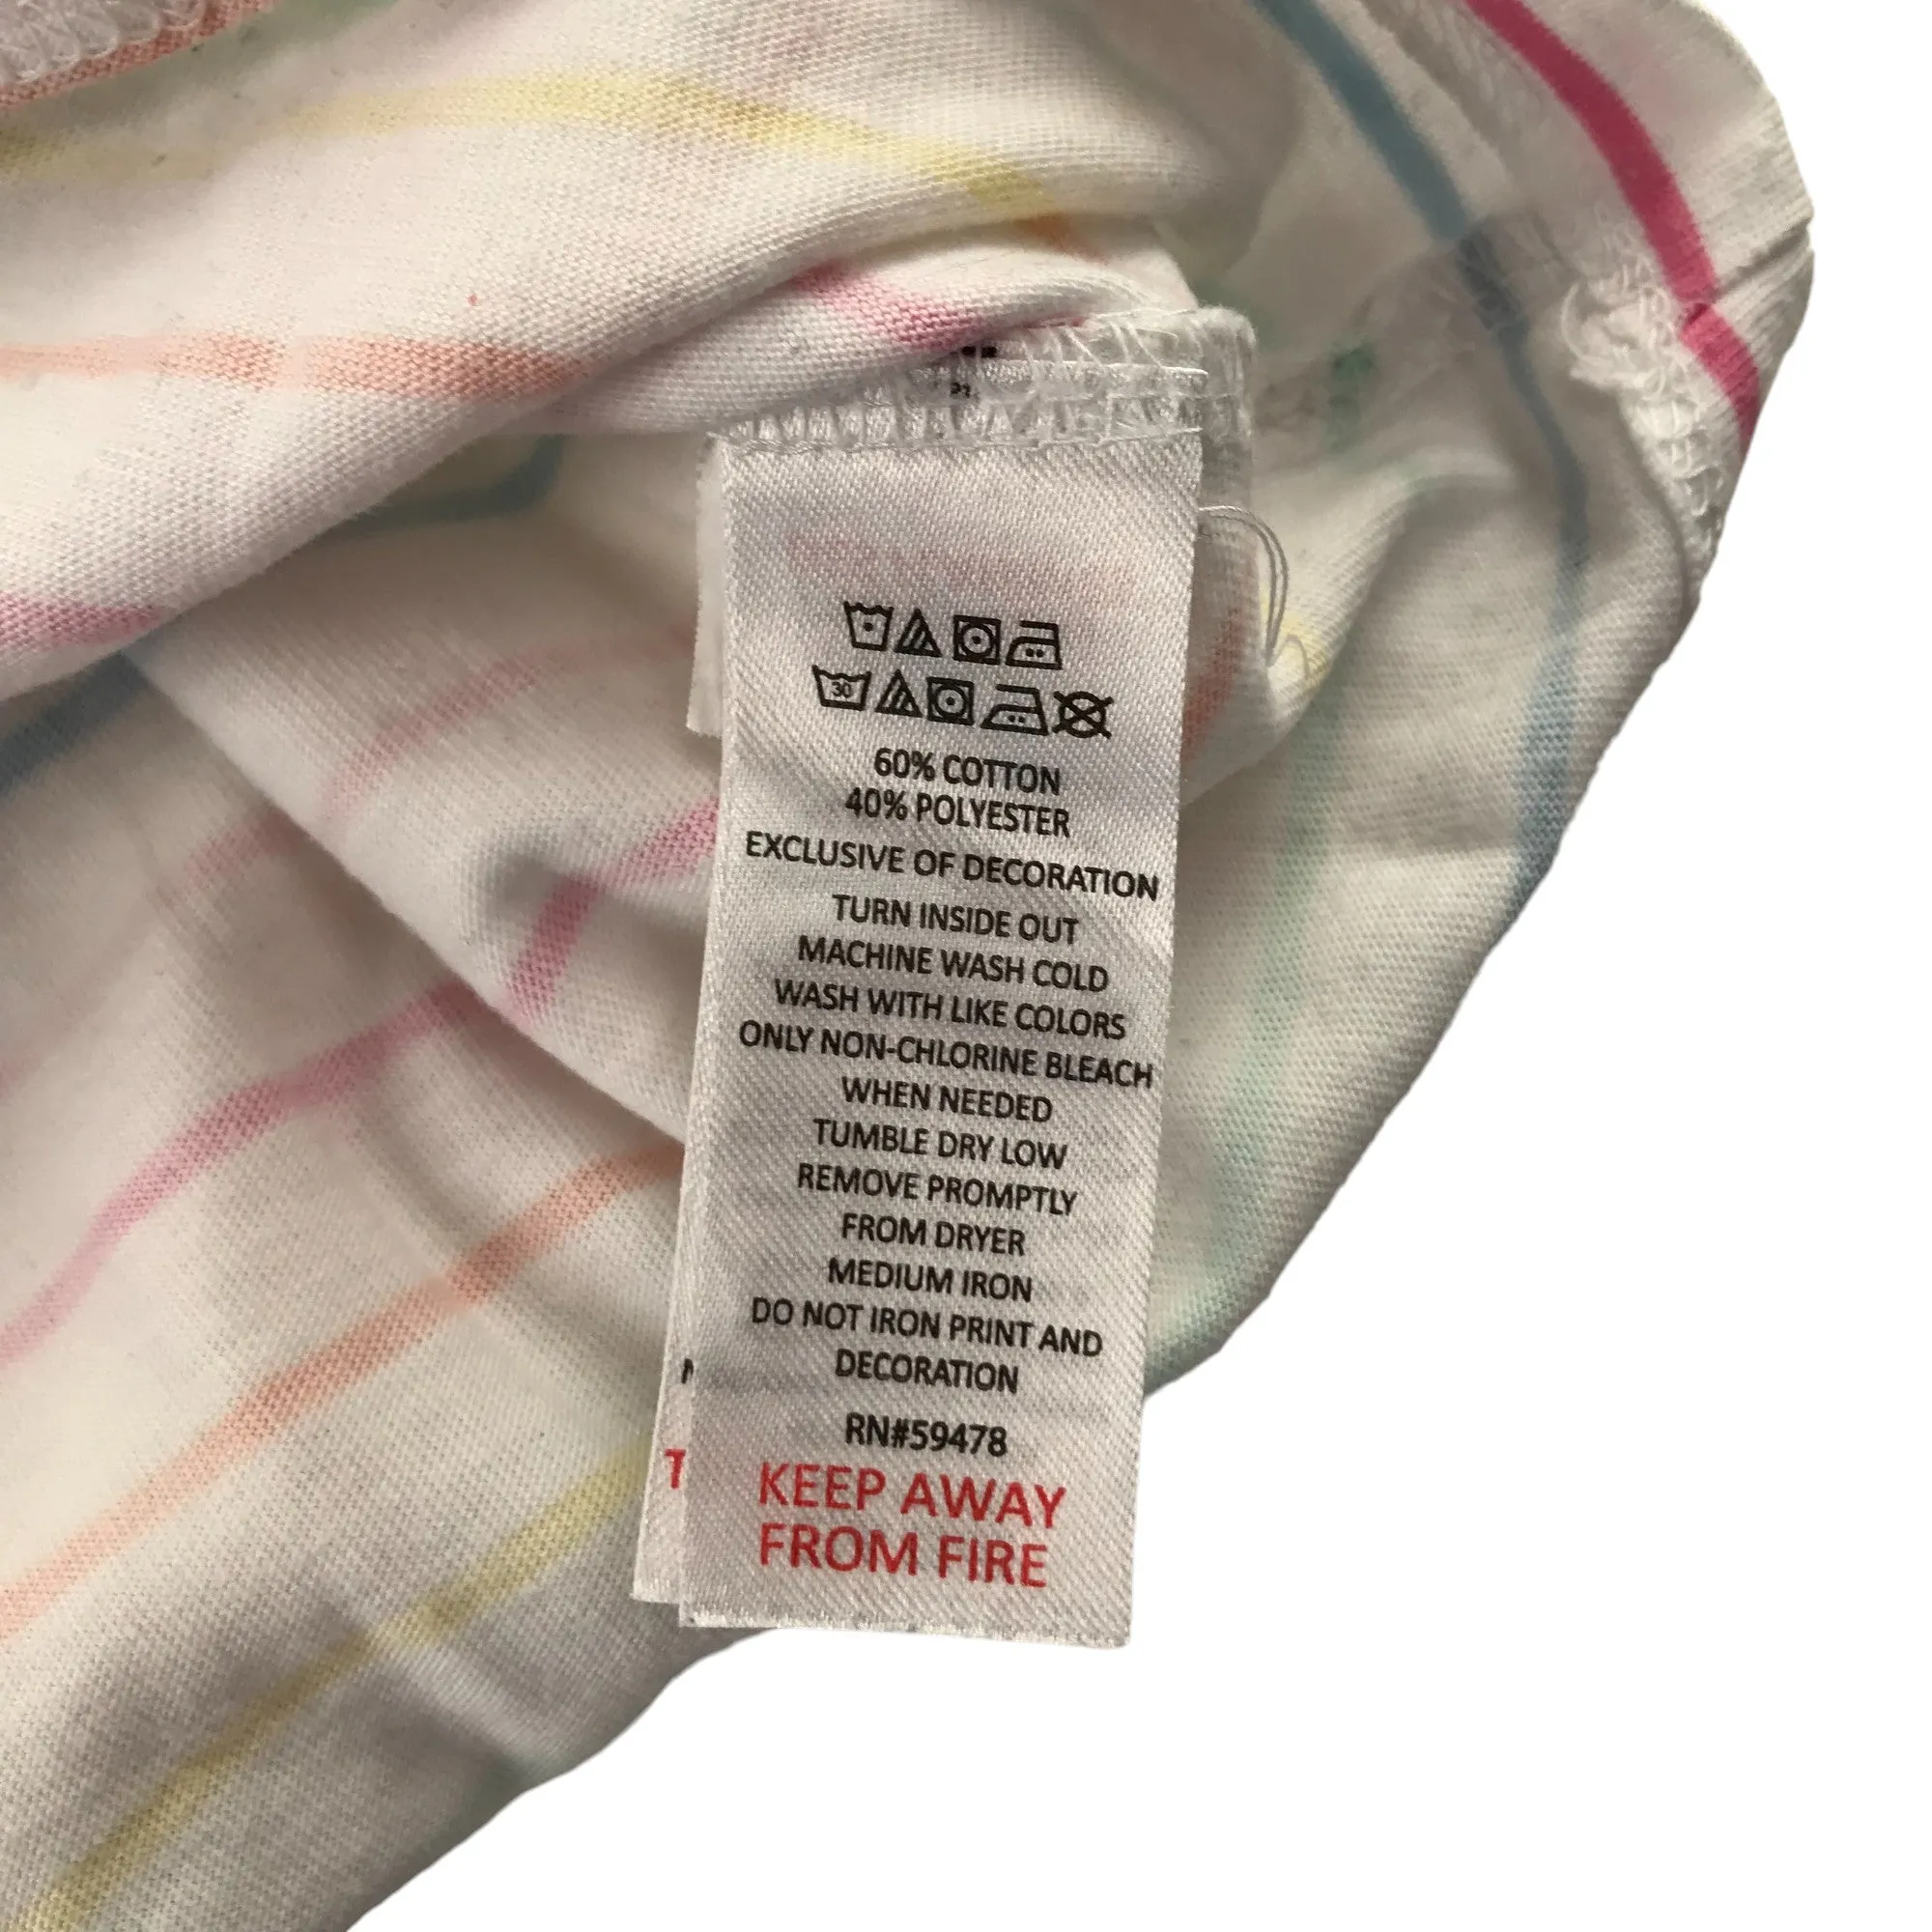 30
60% COTTON
40% POLYESTER
EXCLUSIVE OF DECORATION
TURN INSIDE OUT
MACHINE WASH COLD
WASH WITH LIKE COLORS
ONLY NON-CHLORINE BLEACH
WHEN NEEDED
TUMBLE DRY LOW
REMOVE PROMPTLY
FROM DRYER
MEDIUM IRON
DO NOT IRON PRINT AND
DECORATION
RN#59478
KEEP AWAY
FROM FIRE